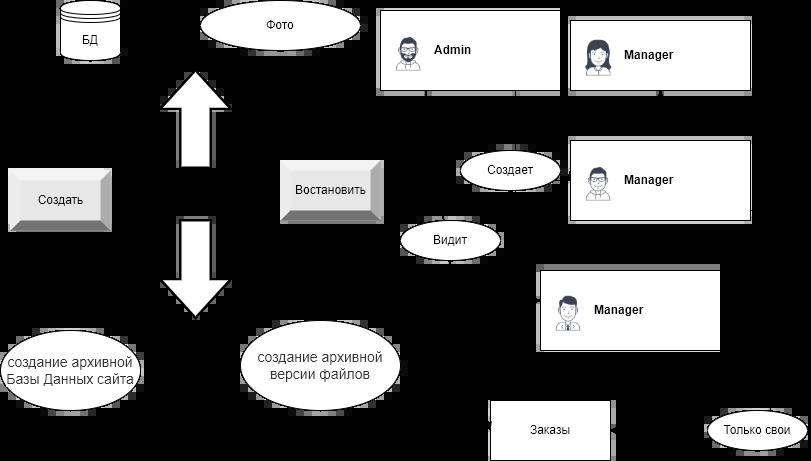 БД
Фото
Admin
Manager
Создать
Востановить
Создает
Manager
Видит
Manager
создание архивной
Базы Данных сайта
создание архивной
версии файлов
Заказы
Только свои